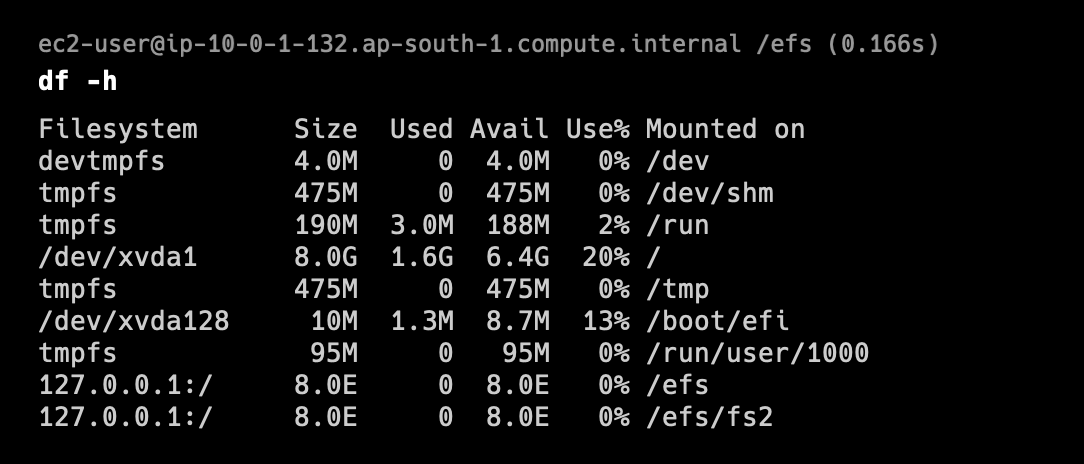 ec2-user@ip-10-0-1-132.ap-south-1.compute.internal /efs (0.166s)
df -h
Filesystem      Size  Used Avail Use% Mounted on
devtmpfs        4.0M     0  4.0M   0% /dev
tmpfs           475M     0  475M   0% /dev/shm
tmpfs           190M  3.0M  188M   2% /run
/dev/xvda1      8.0G  1.6G  6.4G  20% /
tmpfs           475M     0  475M   0% /tmp
/dev/xvda128     10M  1.3M  8.7M  13% /boot/efi
tmpfs            95M     0   95M   0% /run/user/1000
127.0.0.1:/     8.0E     0  8.0E   0% /efs
127.0.0.1:/     8.0E     0  8.0E   0% /efs/fs2